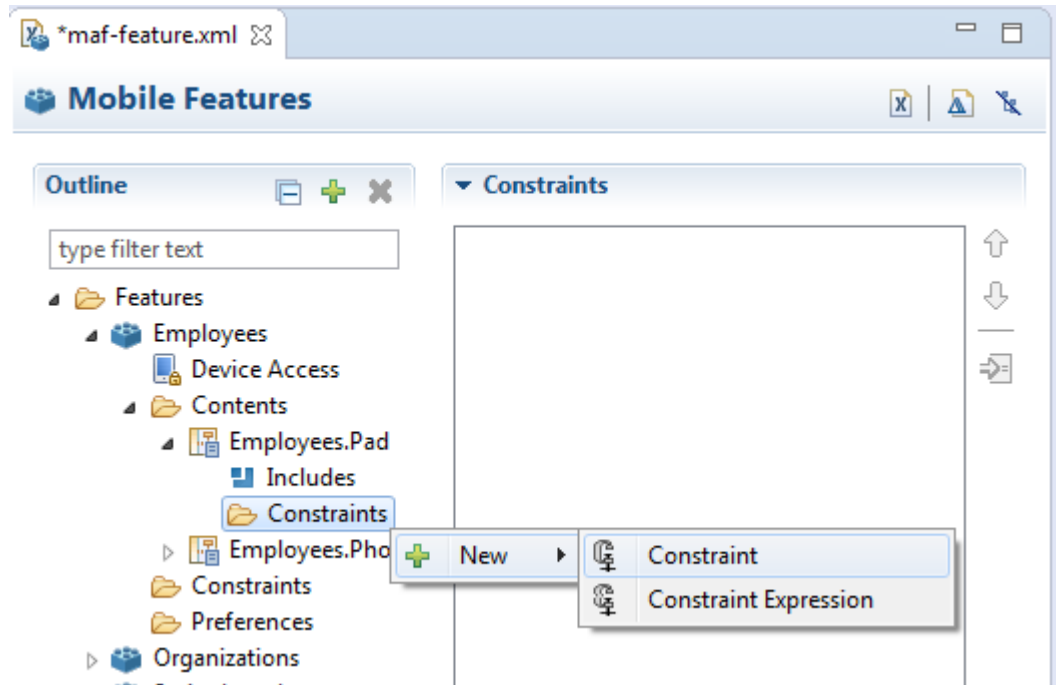 *maf-feature.xml
Mobile Features
Outline
Constraints
type filter text
Features
Employees
Device Access
Contents
Employees.Pad
Includes
Constraints
Employees.Pho
New
Constraint
Constraint Expression
Constraints
Preferences
Organizations